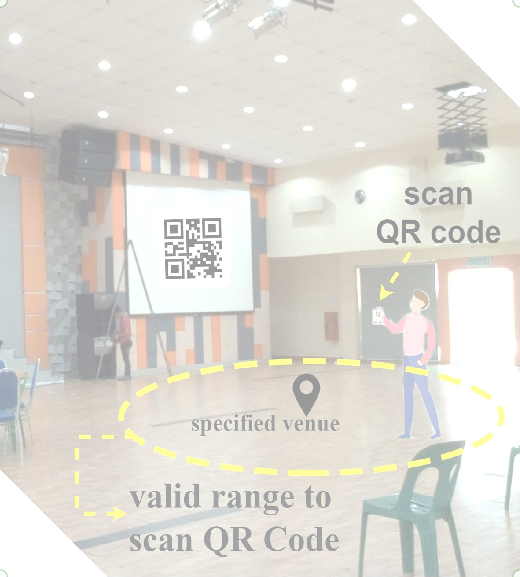 scan
QR code
specified venue
valid range to
scan QR Code